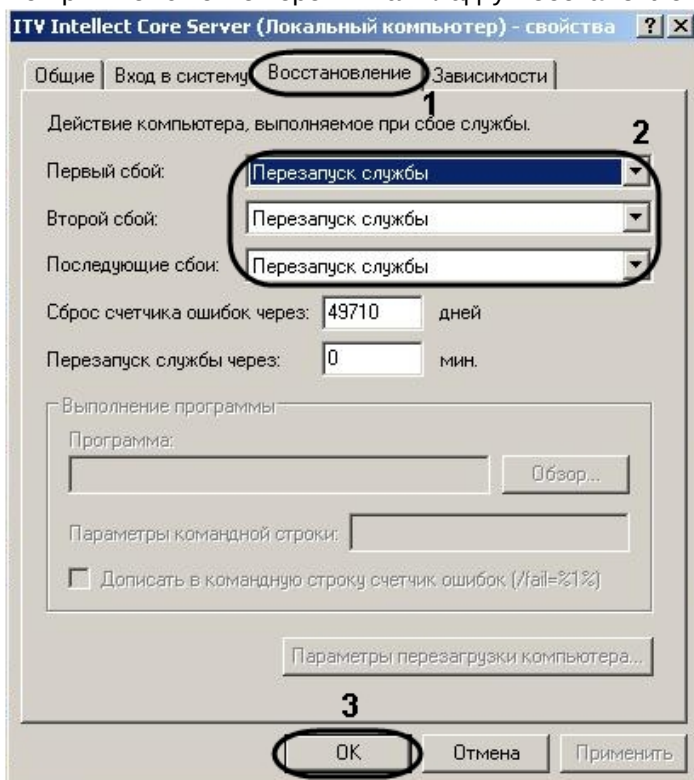 ITV Intellect Core Server (Локальный компьютер) - свойства ? X
Общие Вход в систему Восстановление Зависимости
1
Действие компьютера, выполняемое при сбое службы.
2
Первый сбой: Перезапуск службы
Второй сбой: Перезапуск службы
Последующие сбои: Перезапуск службы
Сброс счетчика ошибок через: 49710 дней
Перезапуск службы через: 0 мин.
Выполнение программы
Программа:
Обзор...
Параметры командной строки:
Дописать в командную строку счетчик ошибок (/fail=%1%)
Параметры перезагрузки компьютера...
3
OK Отмена Применить